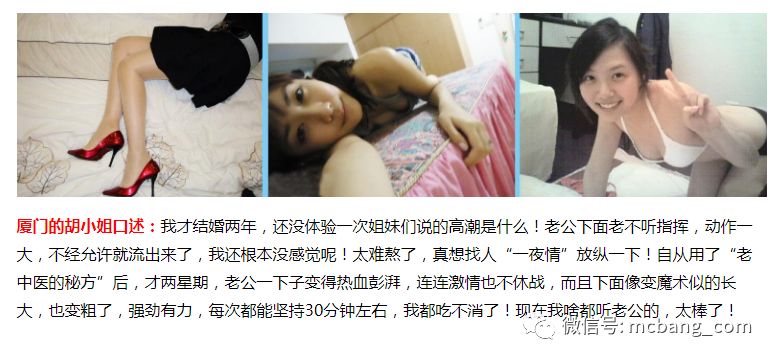 厦门的胡小姐口述：我才结婚两年，还没体验一次姐妹们说的高潮是什么！老公下面老不听指挥，动作一
大，不经允许就流出来了，我还根本没感觉呢！太难熬了，真想找人“一夜情”放纵一下！自从用了“老
中医的秘方”后，才两星期，老公一下子变得热血彭湃，连连激情也不休战，而且下面像变魔术似的长
大，也变粗了，强劲有力，每次都能坚持30分钟左右，我都吃不消了！现在我啥都听老公的，太棒了！
微信号: mcbang_com